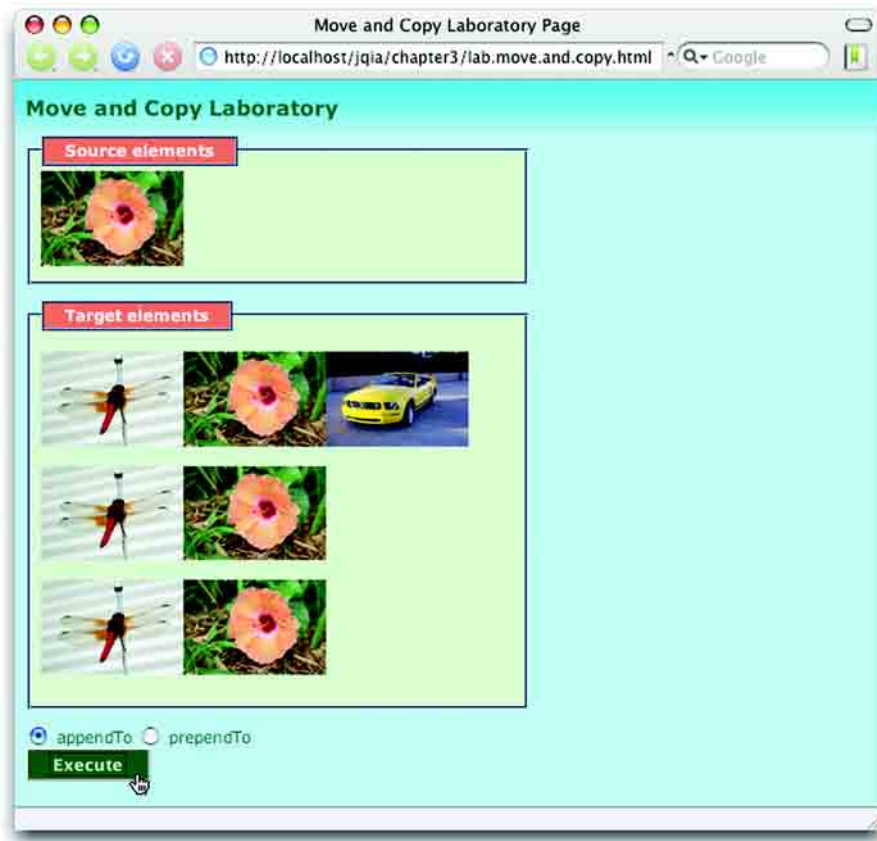 Move and Copy Laboratory Page
http://localhost/jqia/chapter3/lab.move.and.copy.html
Google
Move and Copy Laboratory
Source elements
Target elements
appendTo prependTo
Execute